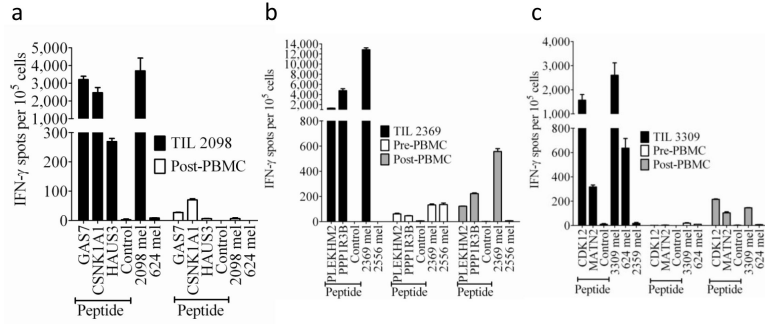 a
IFN-γ spots per 10⁵ cells
5,000
4,000
3,000
2,000
1,000
300
200
100
0
TIL 2098
Post-PBMC
GAS7
CSNK1A1
HAUS3
Control
2098 mel
624 mel
GAS7
CSNK1A1
HAUS3
Control
2098 mel
624 mel
Peptide
Peptide
b
IFN-γ spots per 10⁵ cells
14,000
12,000
10,000
8,000
6,000
4,000
2,000
800
600
400
200
0
TIL 2369
Pre-PBMC
Post-PBMC
PLEKHM2
PPP1R3B
Control
2369 mel
2556 mel
PLEKHM2
PPP1R3B
Control
2369 mel
2556 mel
PLEKHM2
PPP1R3B
Control
2369 mel
2556 mel
Peptide
Peptide
Peptide
c
IFN-γ spots per 10⁵ cells
4,000
3,000
2,000
1,000
800
600
400
200
0
TIL 3309
Pre-PBMC
Post-PBMC
CDK12
MATN2
Control
3309 mel
624 mel
2359 mel
CDK12
MATN2
Control
3309 mel
624 mel
CDK12
MATN2
Control
3309 mel
624 mel
Peptide
Peptide
Peptide